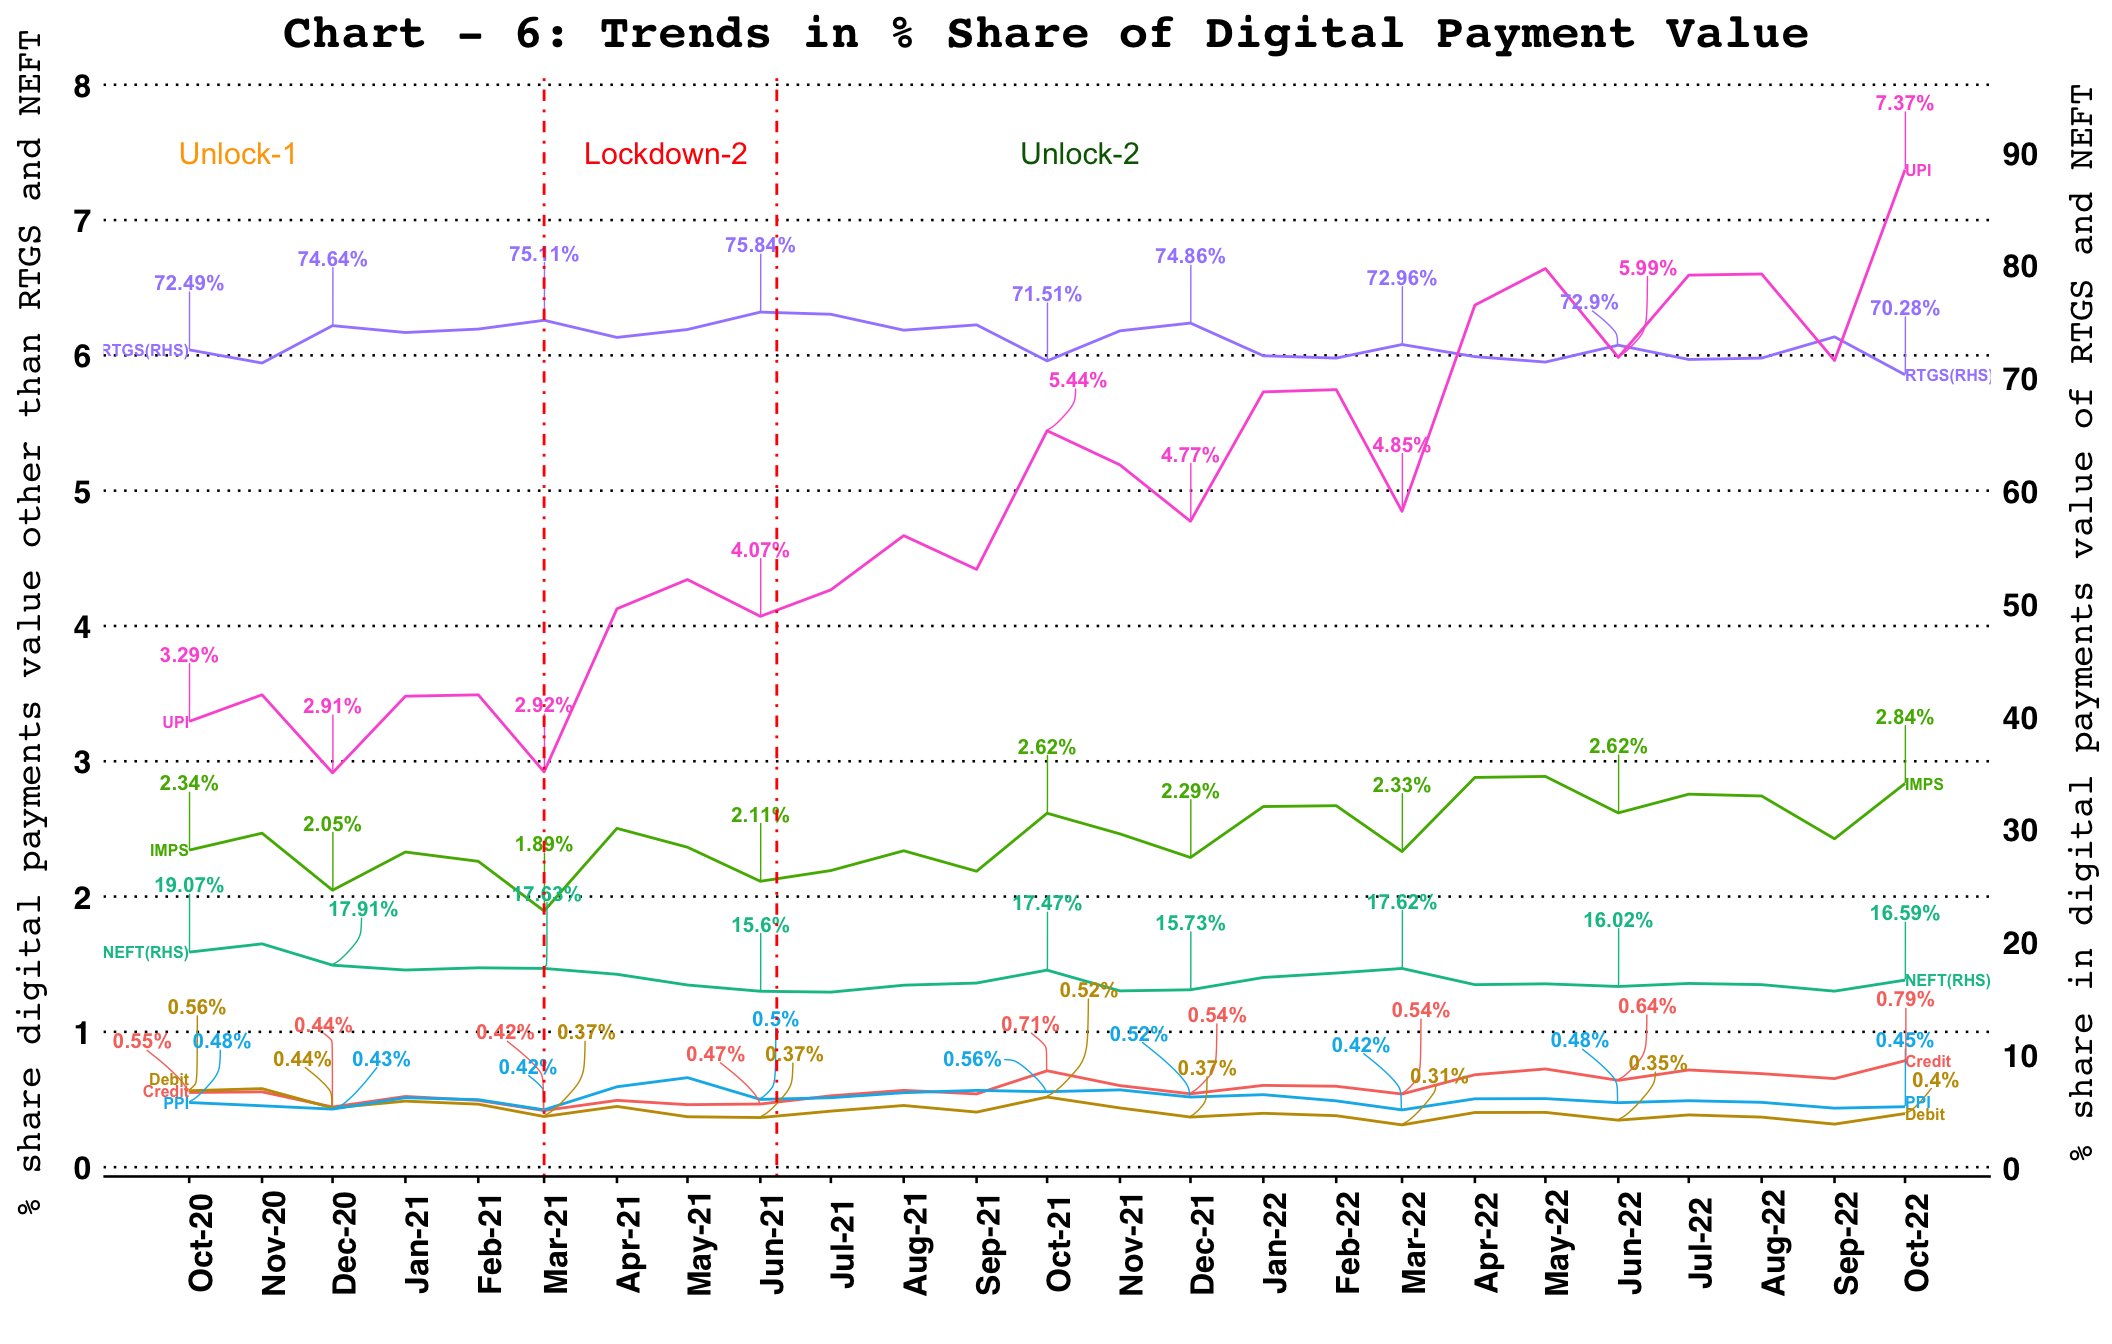 Chart - 6: Trends in % Share of Digital Payment Value
% share digital payments value other than RTGS and NEFT
% share in digital payments value of RTGS and NEFT
8
7
6
5
4
3
2
1
0
90
80
70
60
50
40
30
20
10
0
Unlock-1
Lockdown-2
Unlock-2
72.49%
74.64%
75.11%
75.84%
71.51%
74.86%
72.96%
72.9%
70.28%
RTGS(RHS)
RTGS(RHS)
3.29%
2.91%
2.92%
4.07%
5.44%
4.77%
4.85%
5.99%
7.37%
UPI
UPI
2.34%
2.05%
1.89%
2.11%
2.62%
2.29%
2.33%
2.62%
2.84%
IMPS
IMPS
19.07%
17.91%
17.63%
15.6%
17.47%
15.73%
17.62%
16.02%
16.59%
NEFT(RHS)
NEFT(RHS)
0.56%
0.44%
0.37%
0.37%
0.52%
0.37%
0.31%
0.35%
0.4%
Debit
Debit
0.55%
0.44%
0.42%
0.47%
0.71%
0.54%
0.54%
0.64%
0.79%
Credit
Credit
0.48%
0.43%
0.42%
0.5%
0.56%
0.52%
0.42%
0.48%
0.45%
PPI
PPI
Oct-20
Nov-20
Dec-20
Jan-21
Feb-21
Mar-21
Apr-21
May-21
Jun-21
Jul-21
Aug-21
Sep-21
Oct-21
Nov-21
Dec-21
Jan-22
Feb-22
Mar-22
Apr-22
May-22
Jun-22
Jul-22
Aug-22
Sep-22
Oct-22